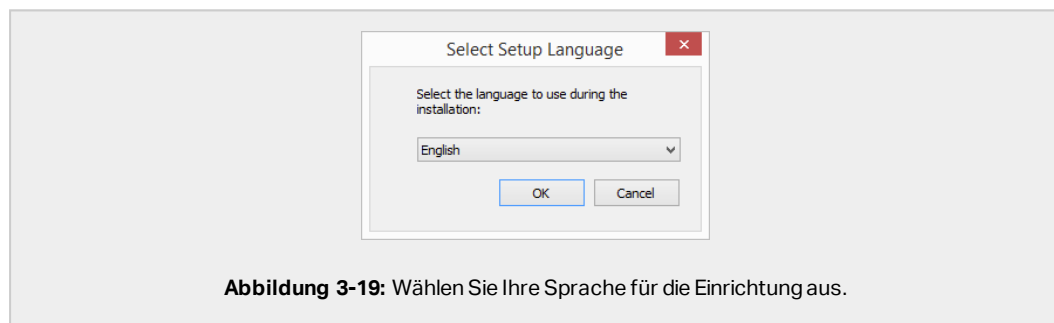 Select Setup Language
Select the language to use during the
installation:
English
OK
Cancel
Abbildung 3-19: Wählen Sie Ihre Sprache für die Einrichtung aus.